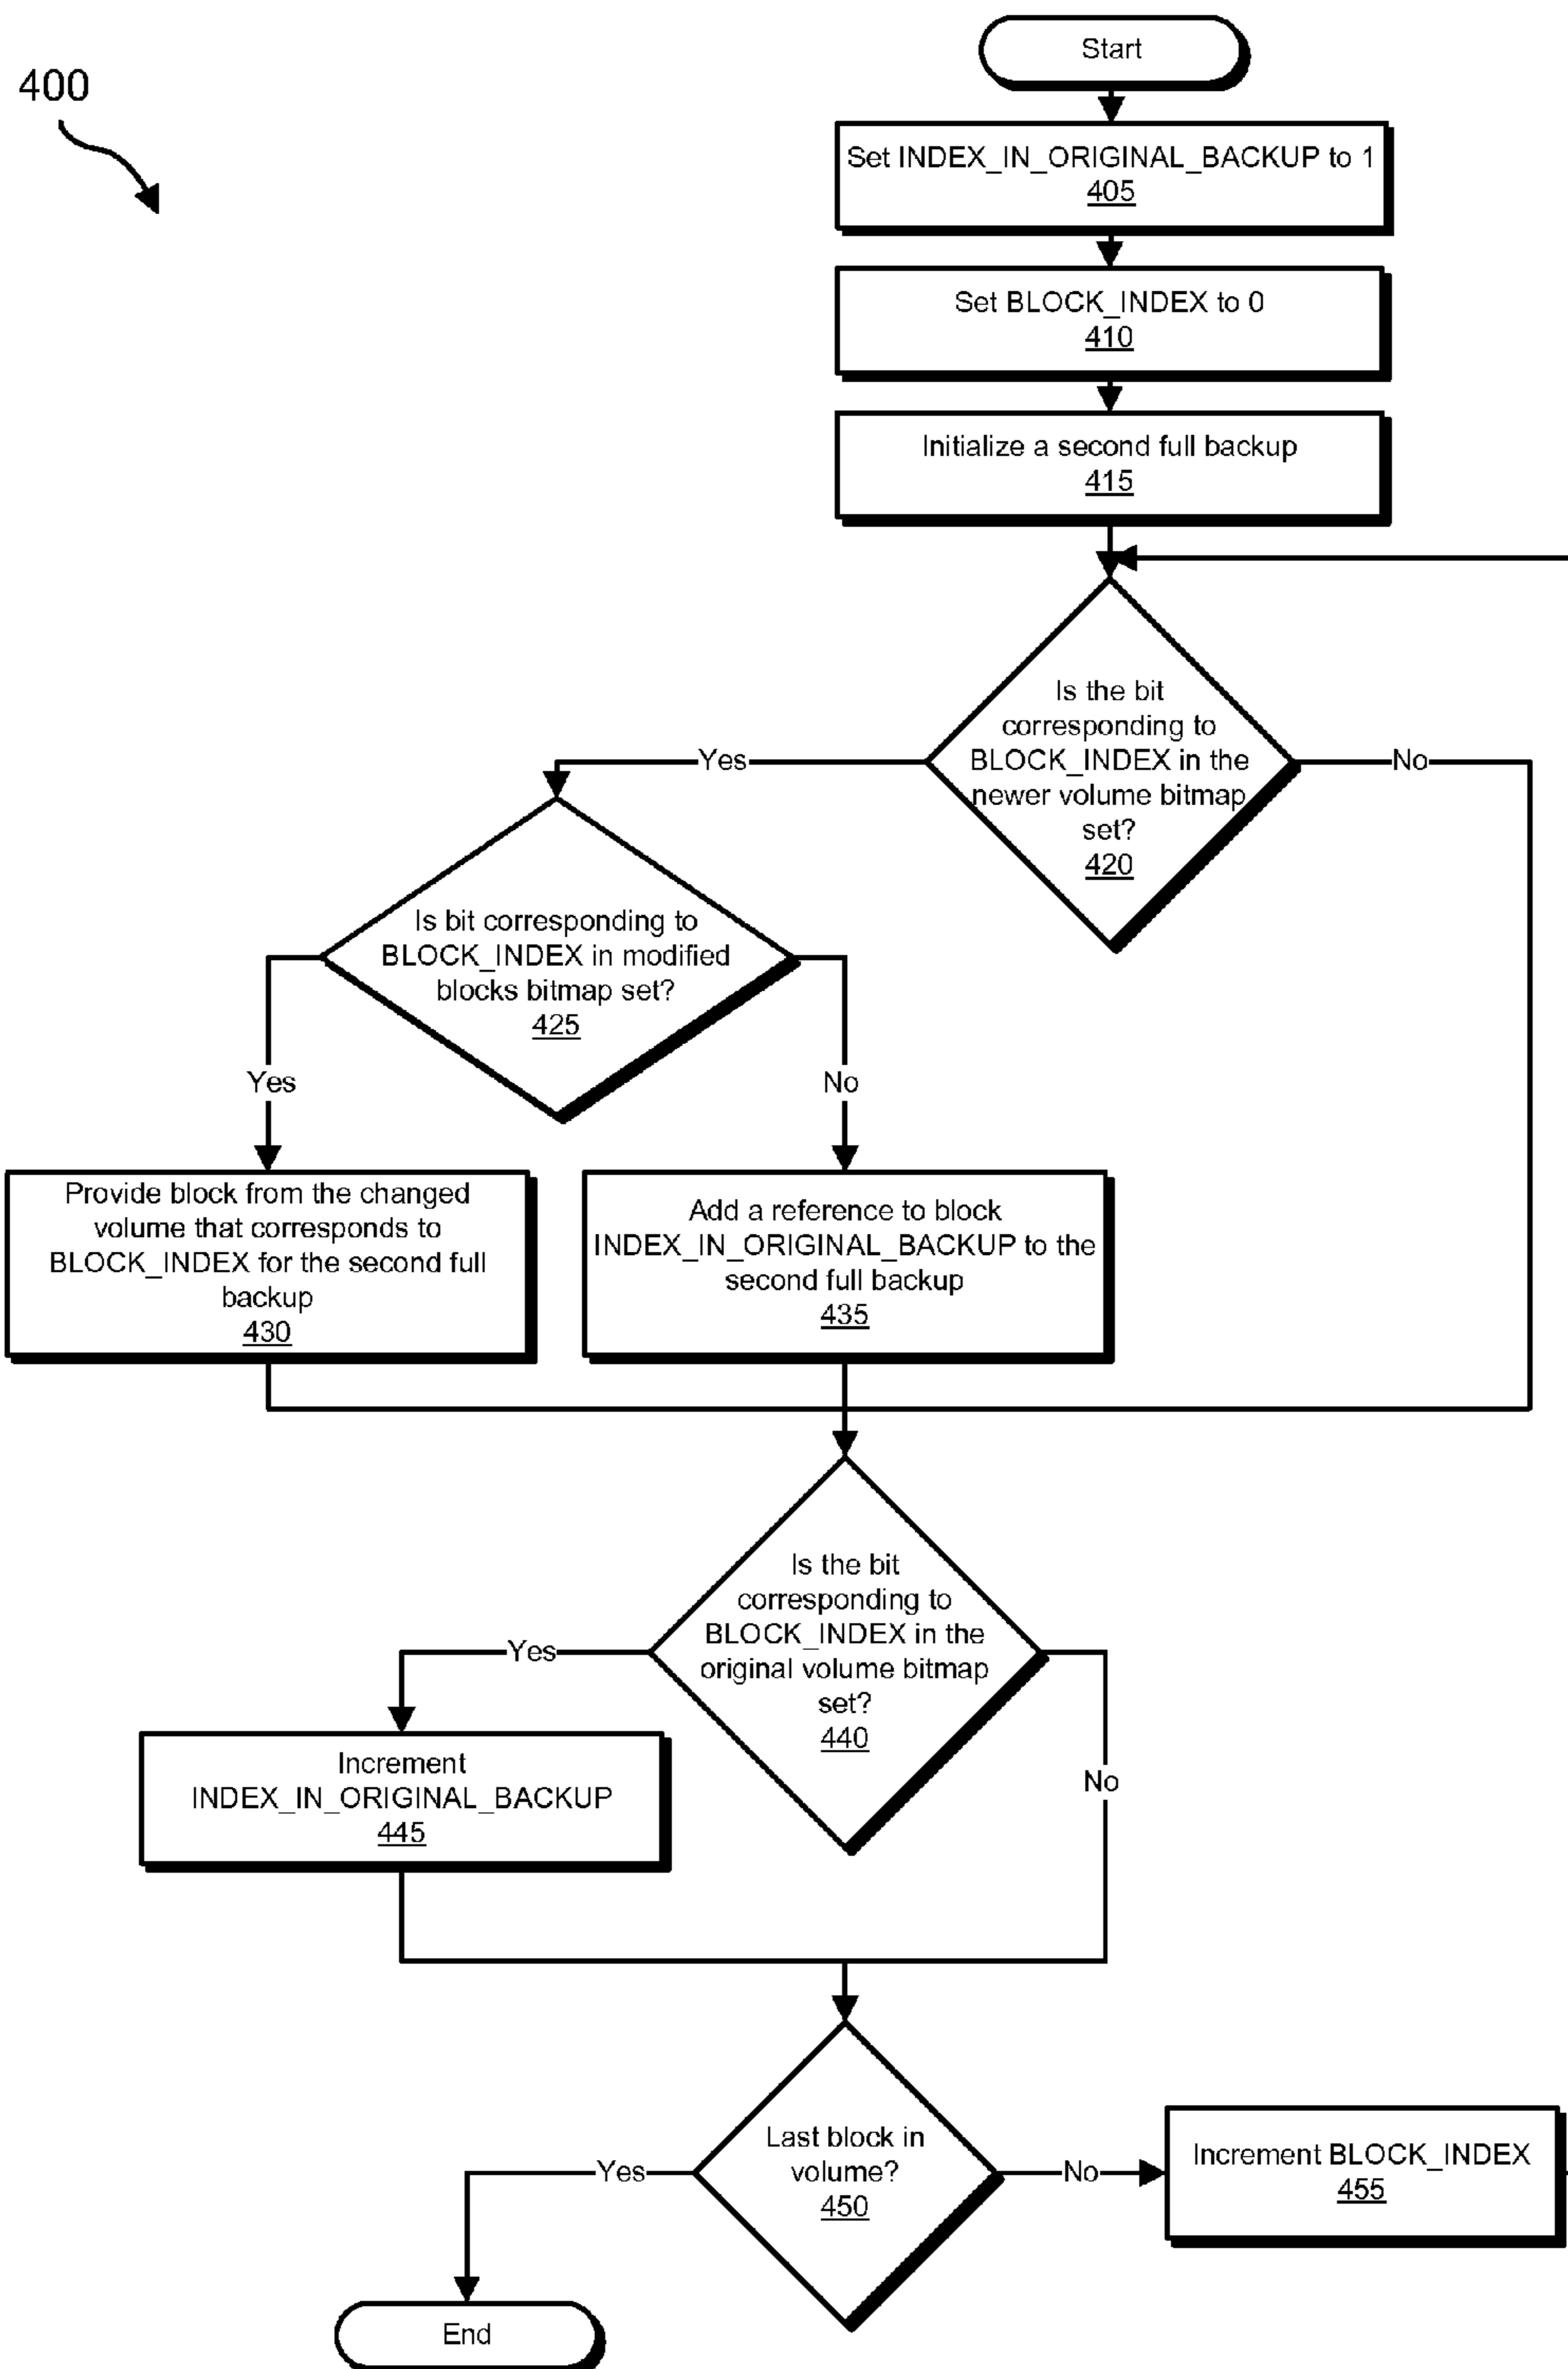 400
Start
Set INDEX_IN_ORIGINAL_BACKUP to 1
405
Set BLOCK_INDEX to 0
410
Initialize a second full backup
415
Is the bit
corresponding to
BLOCK_INDEX in the
newer volume bitmap
set?
420
Yes
No
Is bit corresponding to
BLOCK_INDEX in modified
blocks bitmap set?
425
Yes
No
Provide block from the changed
volume that corresponds to
BLOCK_INDEX for the second full
backup
430
Add a reference to block
INDEX_IN_ORIGINAL_BACKUP to the
second full backup
435
Is the bit
corresponding to
BLOCK_INDEX in the
original volume bitmap
set?
440
Yes
No
Increment
INDEX_IN_ORIGINAL_BACKUP
445
Last block in
volume?
450
Yes
No
Increment BLOCK_INDEX
455
End